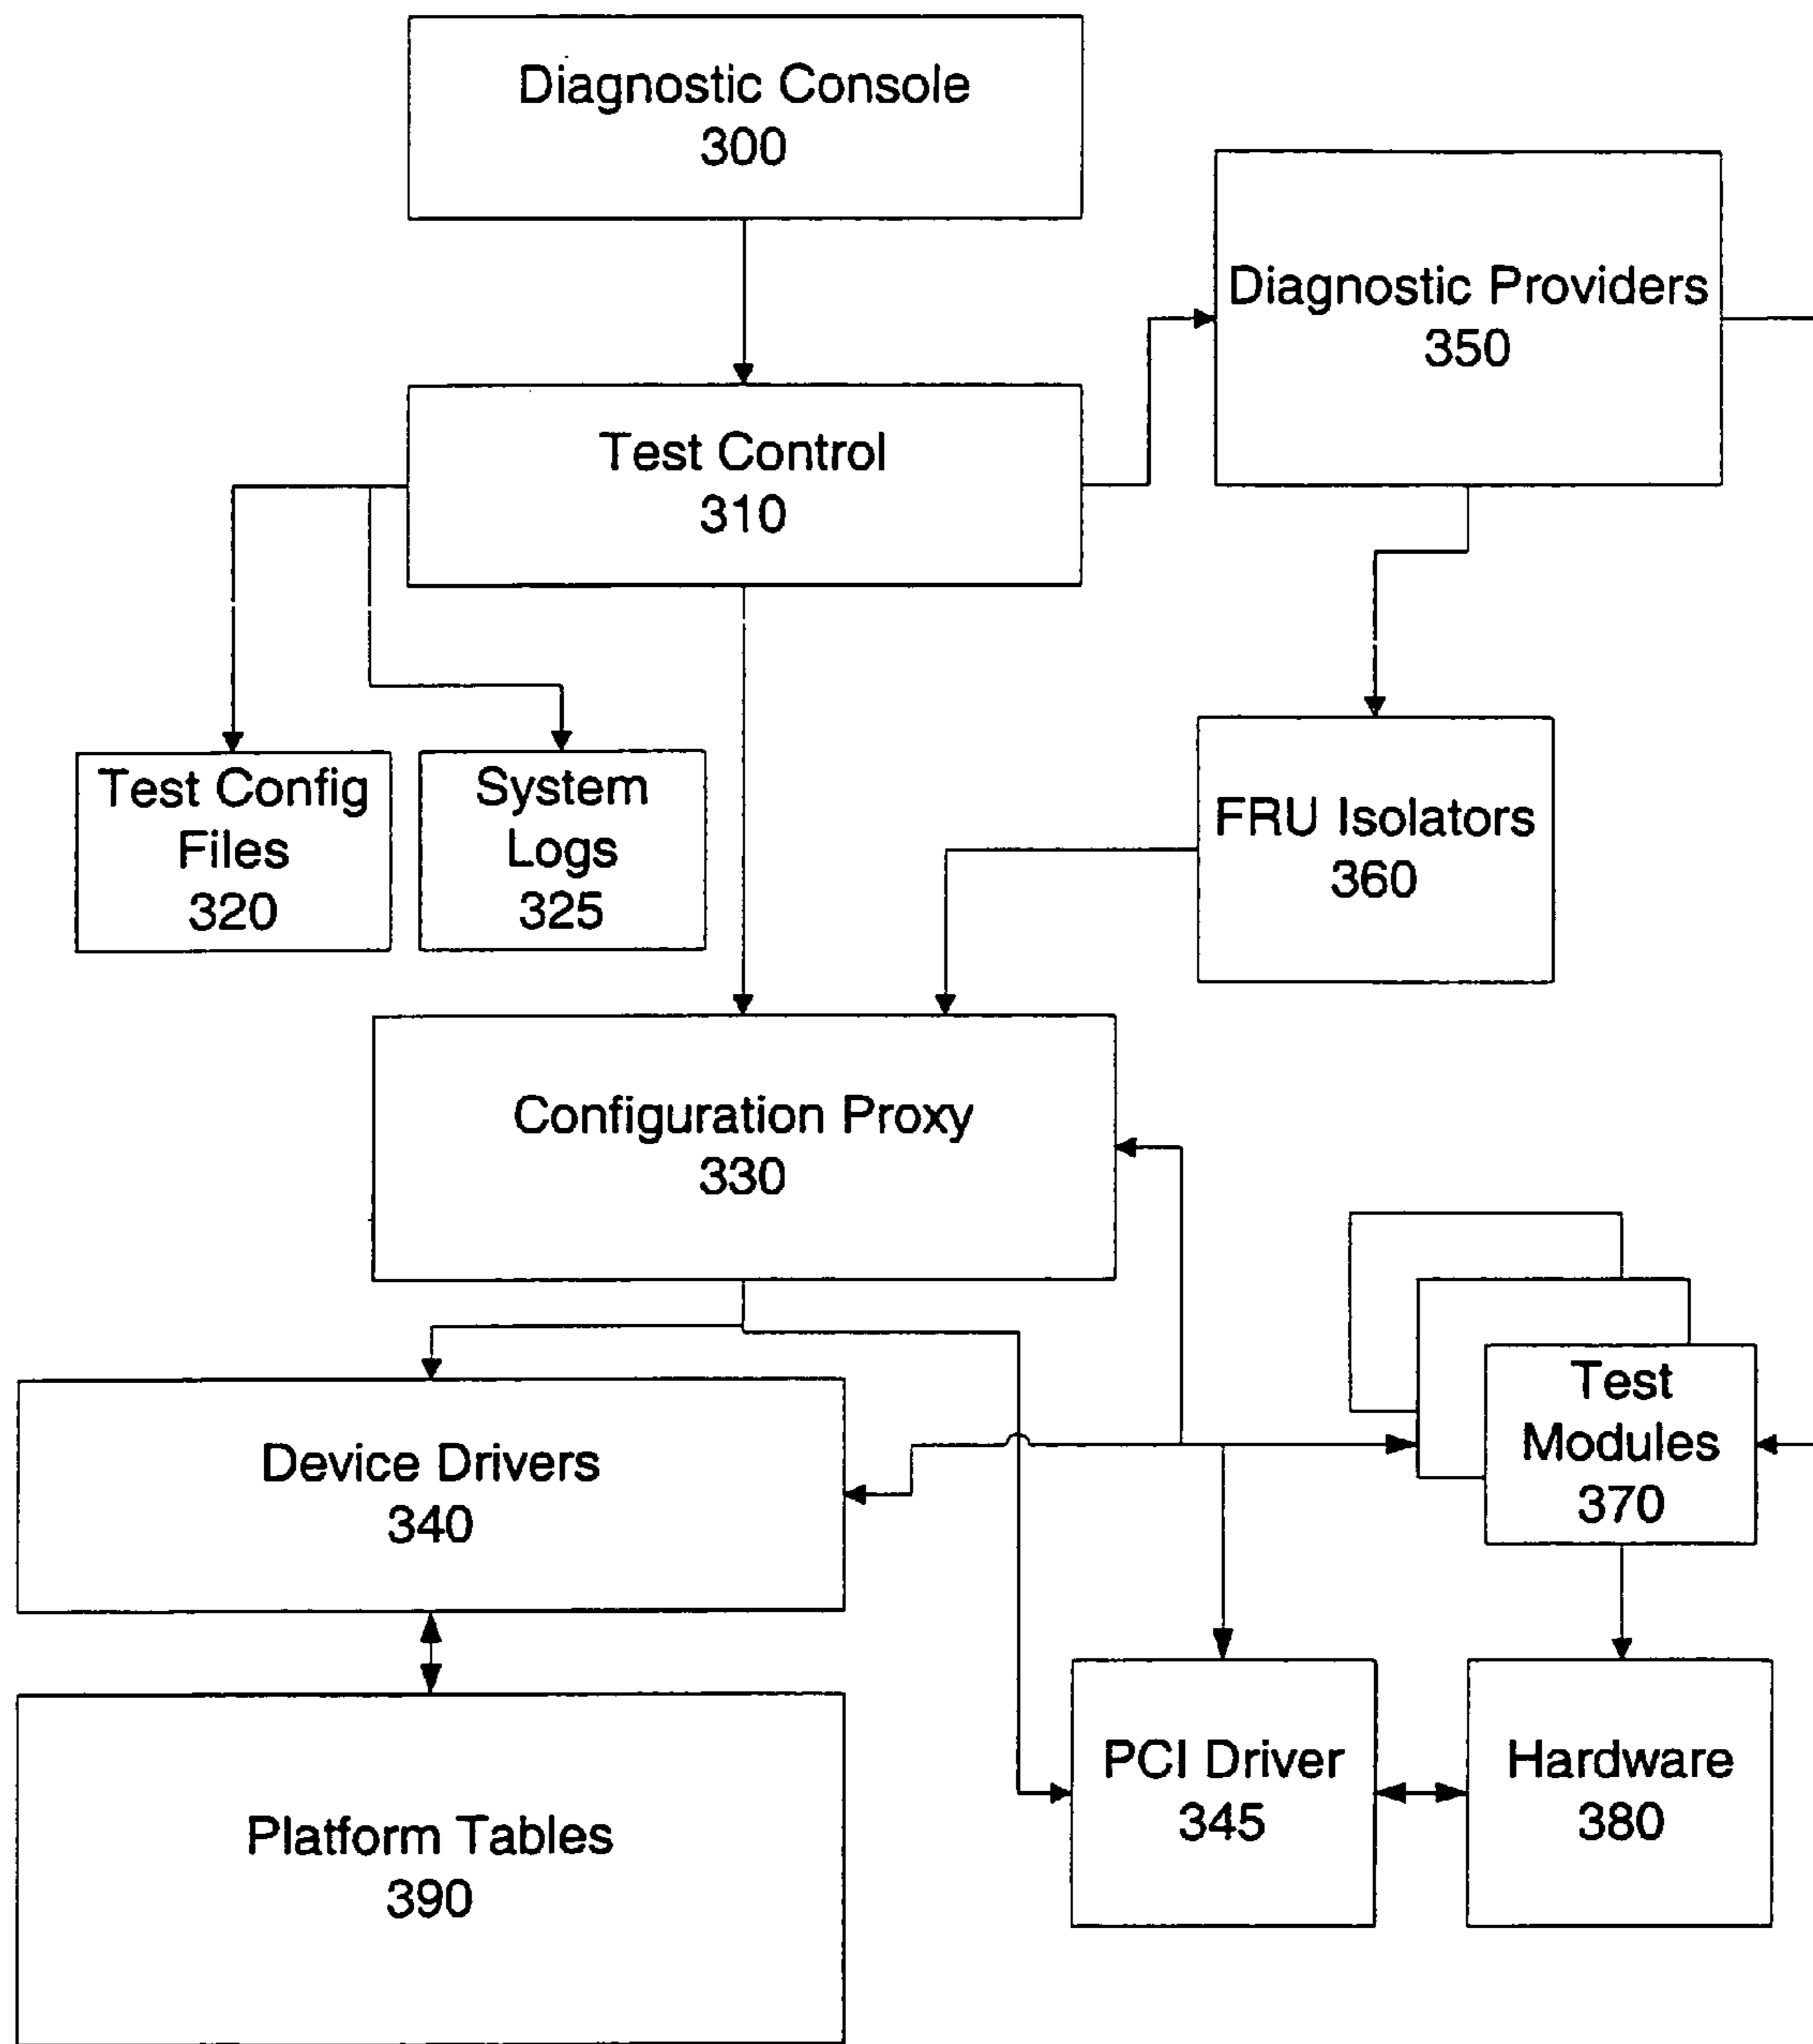 Diagnostic Console
300
Diagnostic Providers
350
Test Control
310
Test Config
Files
320
System
Logs
325
FRU Isolators
360
Configuration Proxy
330
Test
Modules
370
Device Drivers
340
PCI Driver
345
Hardware
380
Platform Tables
390